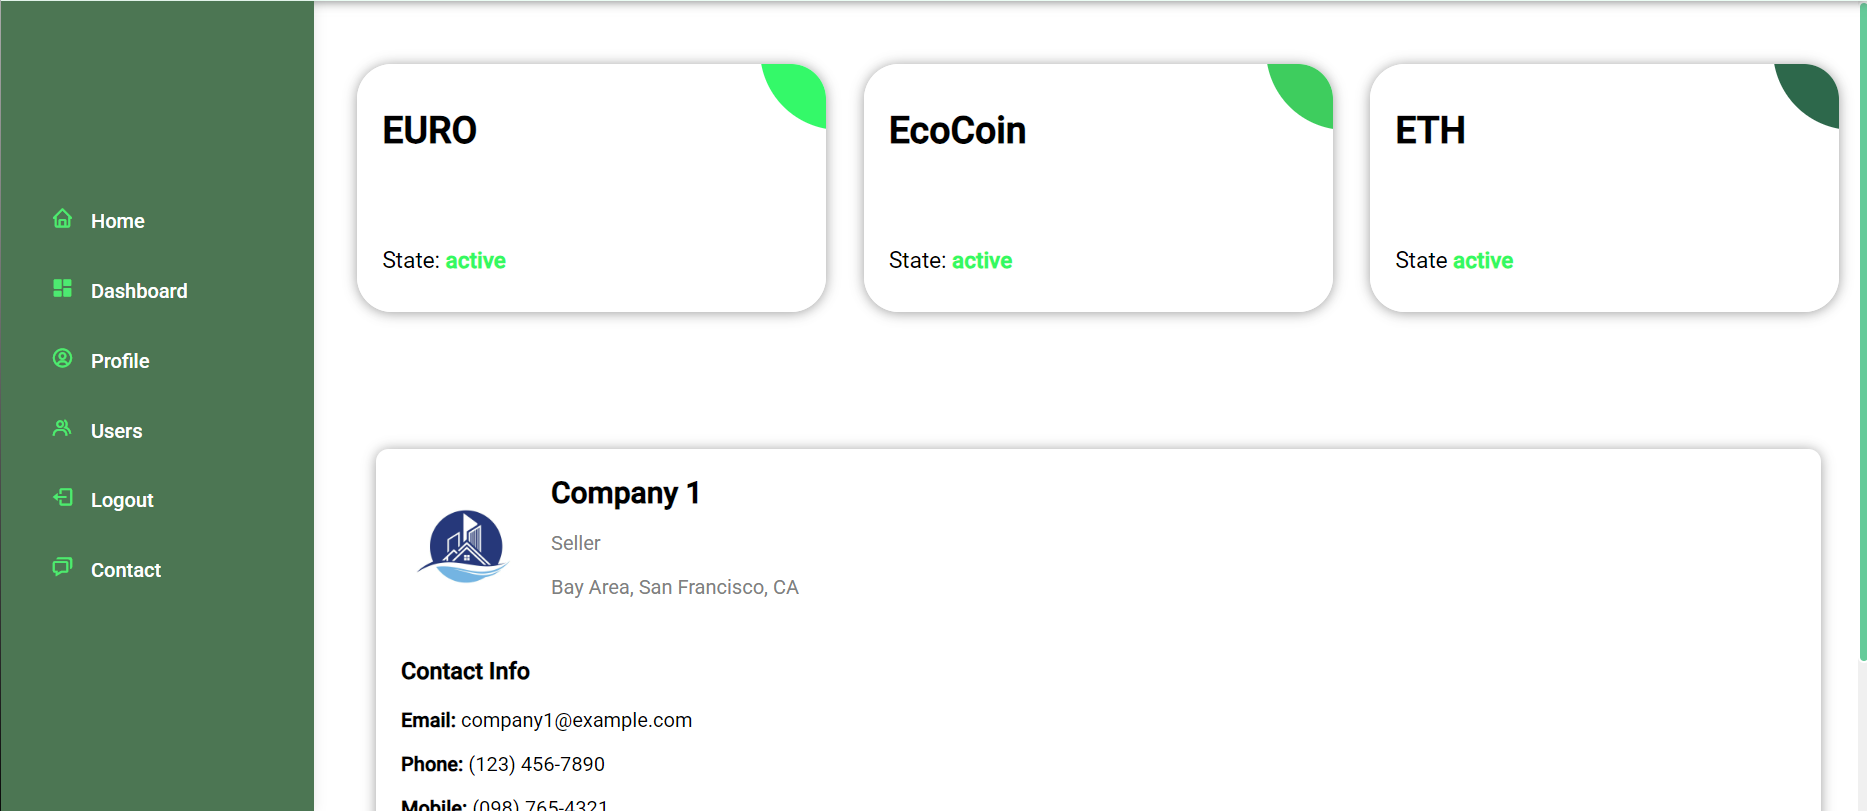 Home
Dashboard
Profile
Users
Logout
Contact
EURO
State: active
EcoCoin
State: active
ETH
State active
Company 1
Seller
Bay Area, San Francisco, CA
Contact Info
Email: company1@example.com
Phone: (123) 456-7890
Mobile: (098) 765-4321